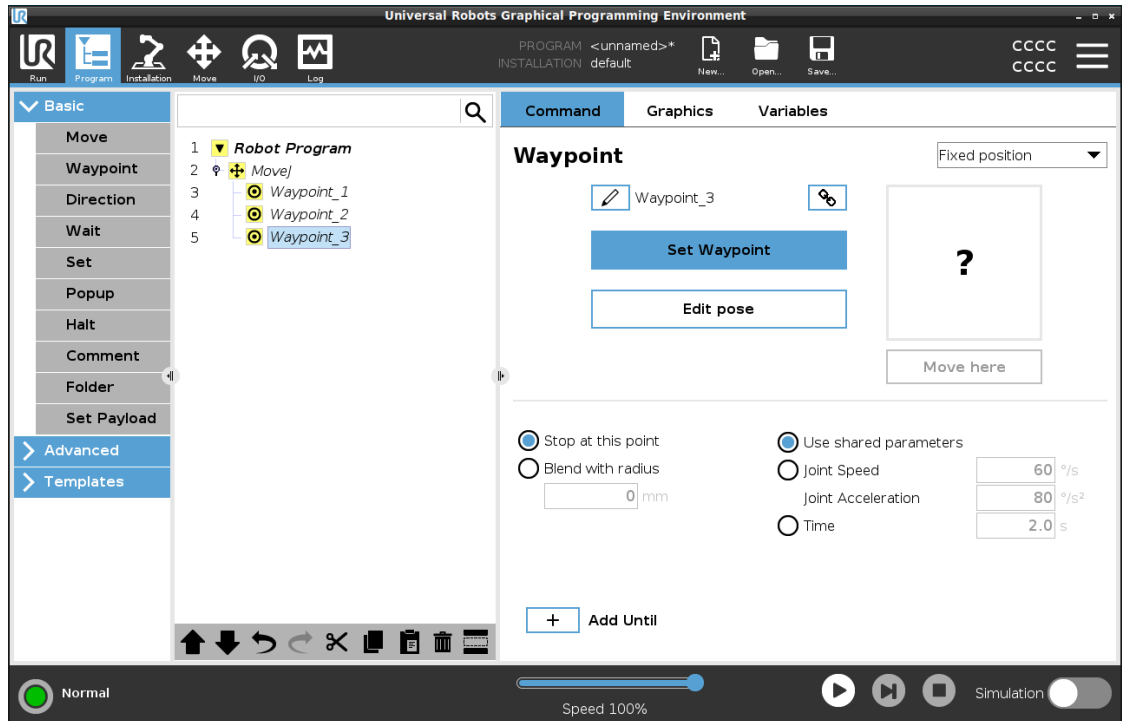 Universal Robots Graphical Programming Environment
UR
Run
Program
Installation
Move
I/O
Log
PROGRAM <unnamed>*
INSTALLATION default
New...
Open...
Save...
CCCC
CCCC
Basic
Move
Waypoint
Direction
Wait
Set
Popup
Halt
Comment
Folder
Set Payload
Advanced
Templates
1 Robot Program
2 MoveJ
3 Waypoint_1
4 Waypoint_2
5 Waypoint_3
Command Graphics Variables
Waypoint
Fixed position
Waypoint_3
Set Waypoint
Edit pose
?
Move here
Stop at this point
Blend with radius
0 mm
Use shared parameters
Joint Speed 60 °/s
Joint Acceleration 80 °/s²
Time 2.0 s
+ Add Until
Normal
Speed 100%
Simulation